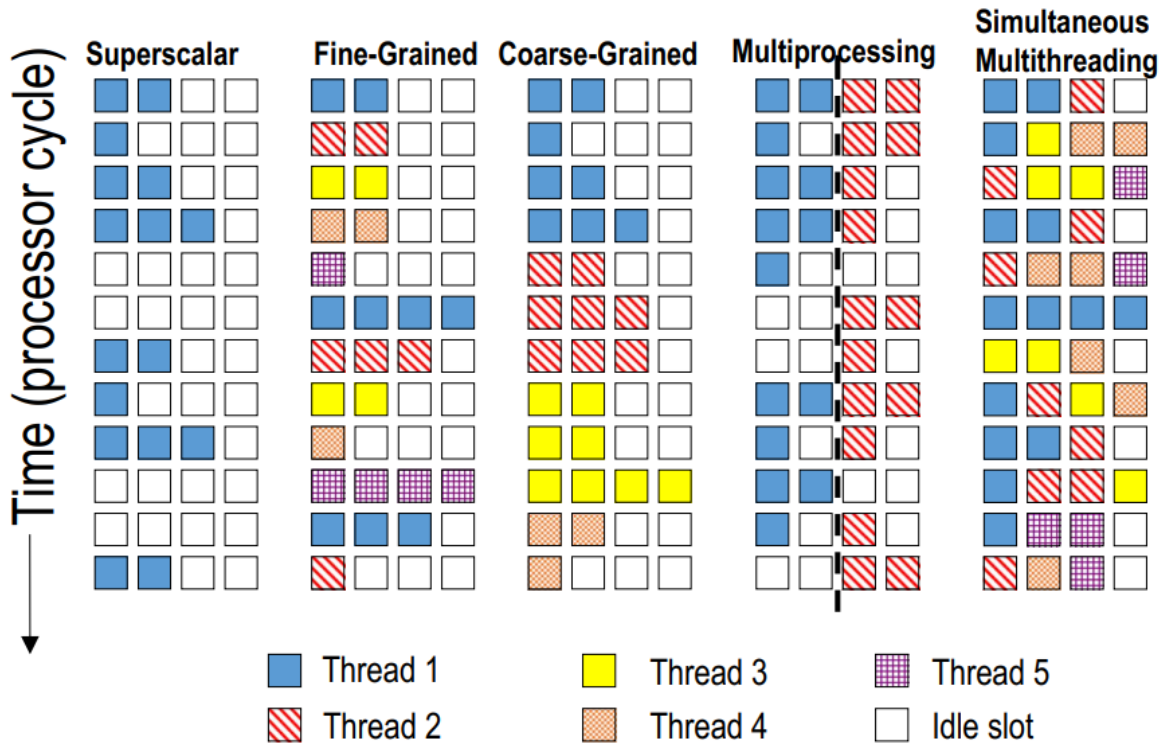 Superscalar
Fine-Grained
Coarse-Grained
Multiprocessing
Simultaneous
Multithreading
Time (processor cycle)
Thread 1
Thread 3
Thread 5
Thread 2
Thread 4
Idle slot